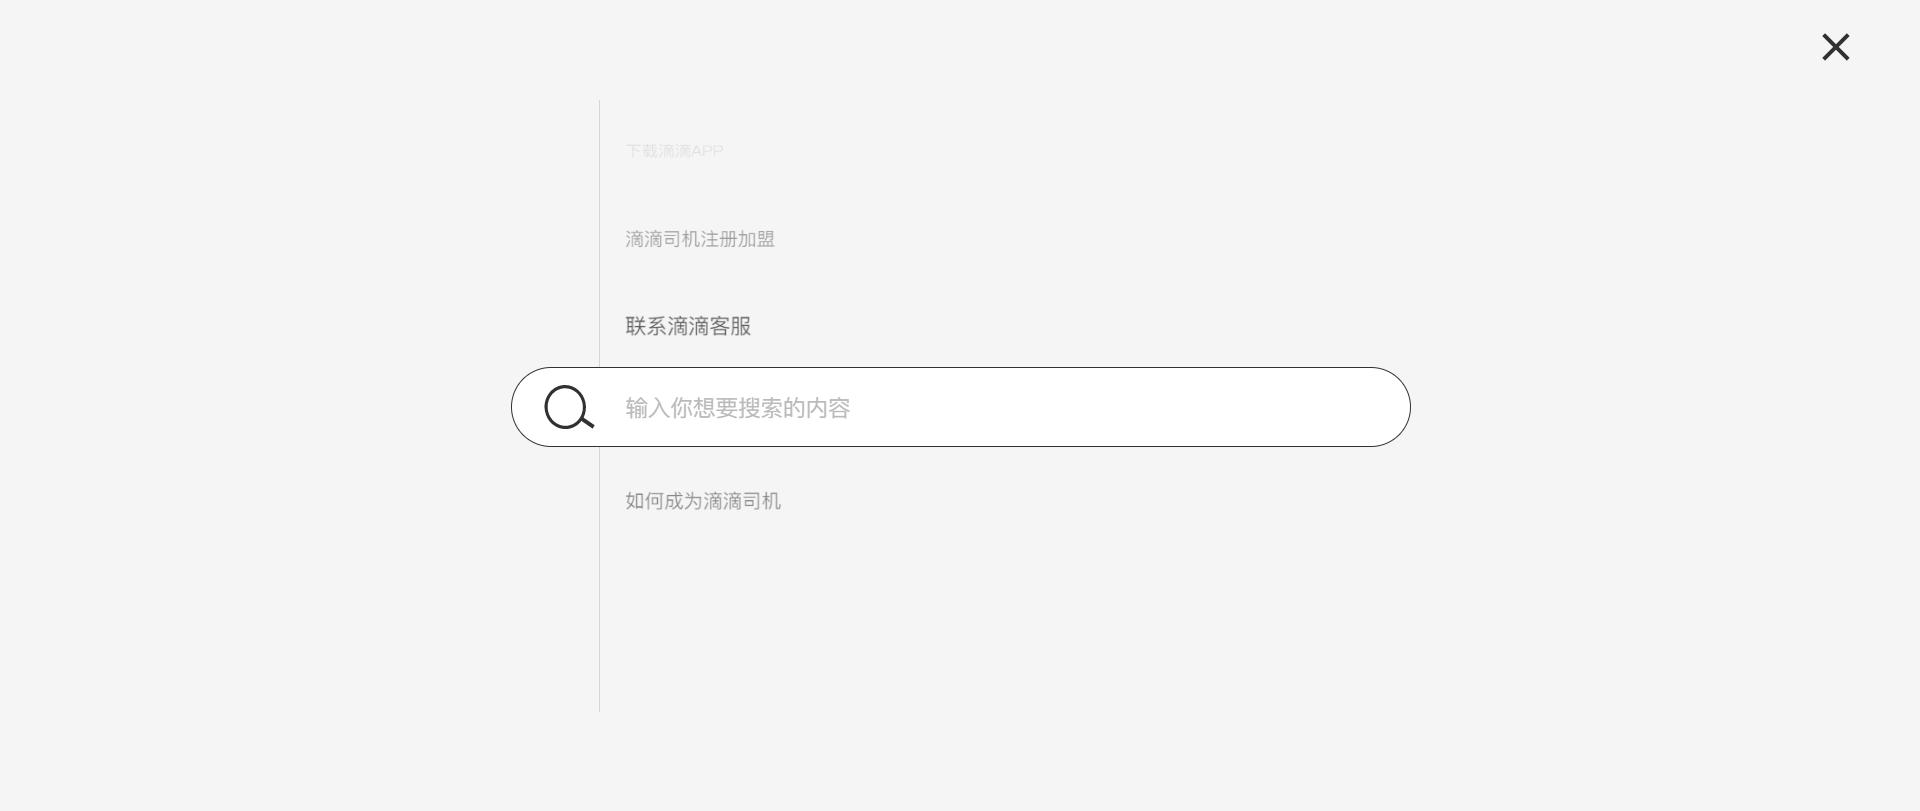 下载滴滴APP
滴滴司机注册加盟
联系滴滴客服
输入你想要搜索的内容
如何成为滴滴司机